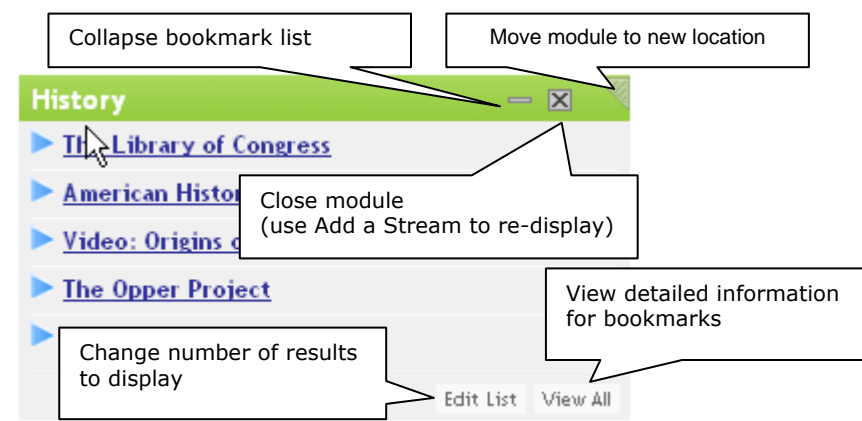 Collapse bookmark list
Move module to new location
History
The Library of Congress
American Histor
Close module
(use Add a Stream to re-display)
Video: Origins o
The Opper Project
View detailed information
for bookmarks
Change number of results
to display
Edit List View All